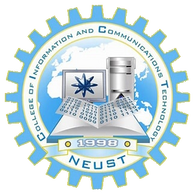 College of Information and Communications Technology
1998
NEUST